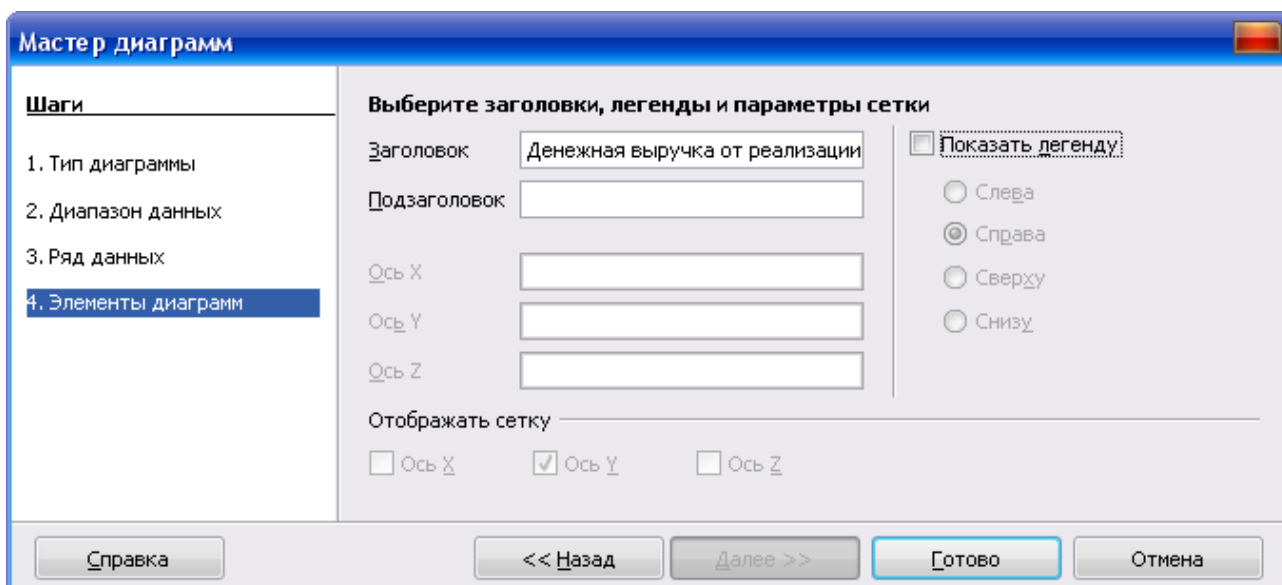 Мастер диаграмм
Шаги
1. Тип диаграммы
2. Диапазон данных
3. Ряд данных
4. Элементы диаграмм
Выберите заголовки, легенды и параметры сетки
Заголовок Денежная выручка от реализации
Подзаголовок
Ось X
Ось Y
Ось Z
Показать легенду
Слева
Справа
Сверху
Снизу
Отображать сетку
Ось X Ось Y Ось Z
Справка << Назад Далее >> Готово Отмена